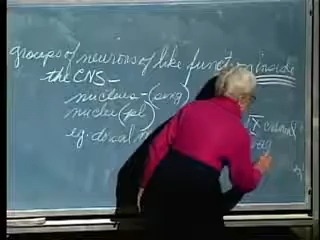 groups of neurons of like function inside
the CNS -
nucleus - (sing)
nuclei (pl)
eg: dorsal